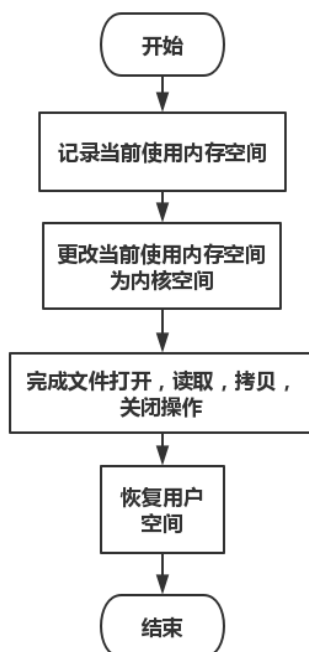 开始
记录当前使用内存空间
更改当前使用内存空间
为内核空间
完成文件打开，读取，拷贝，
关闭操作
恢复用户
空间
结束